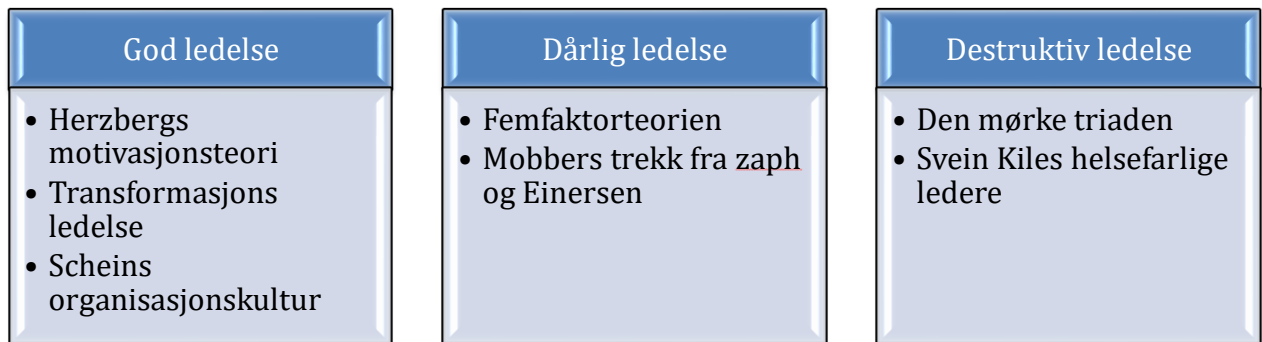 God ledelse
• Herzbergs
motivasjonsteori
• Transformasjons
ledelse
• Scheins
organisasjonskultur
Dårlig ledelse
• Femfaktorteorien
• Mobbers trekk fra zaph
og Einersen
Destruktiv ledelse
• Den mørke triaden
• Svein Kiles helsefarlige
ledere